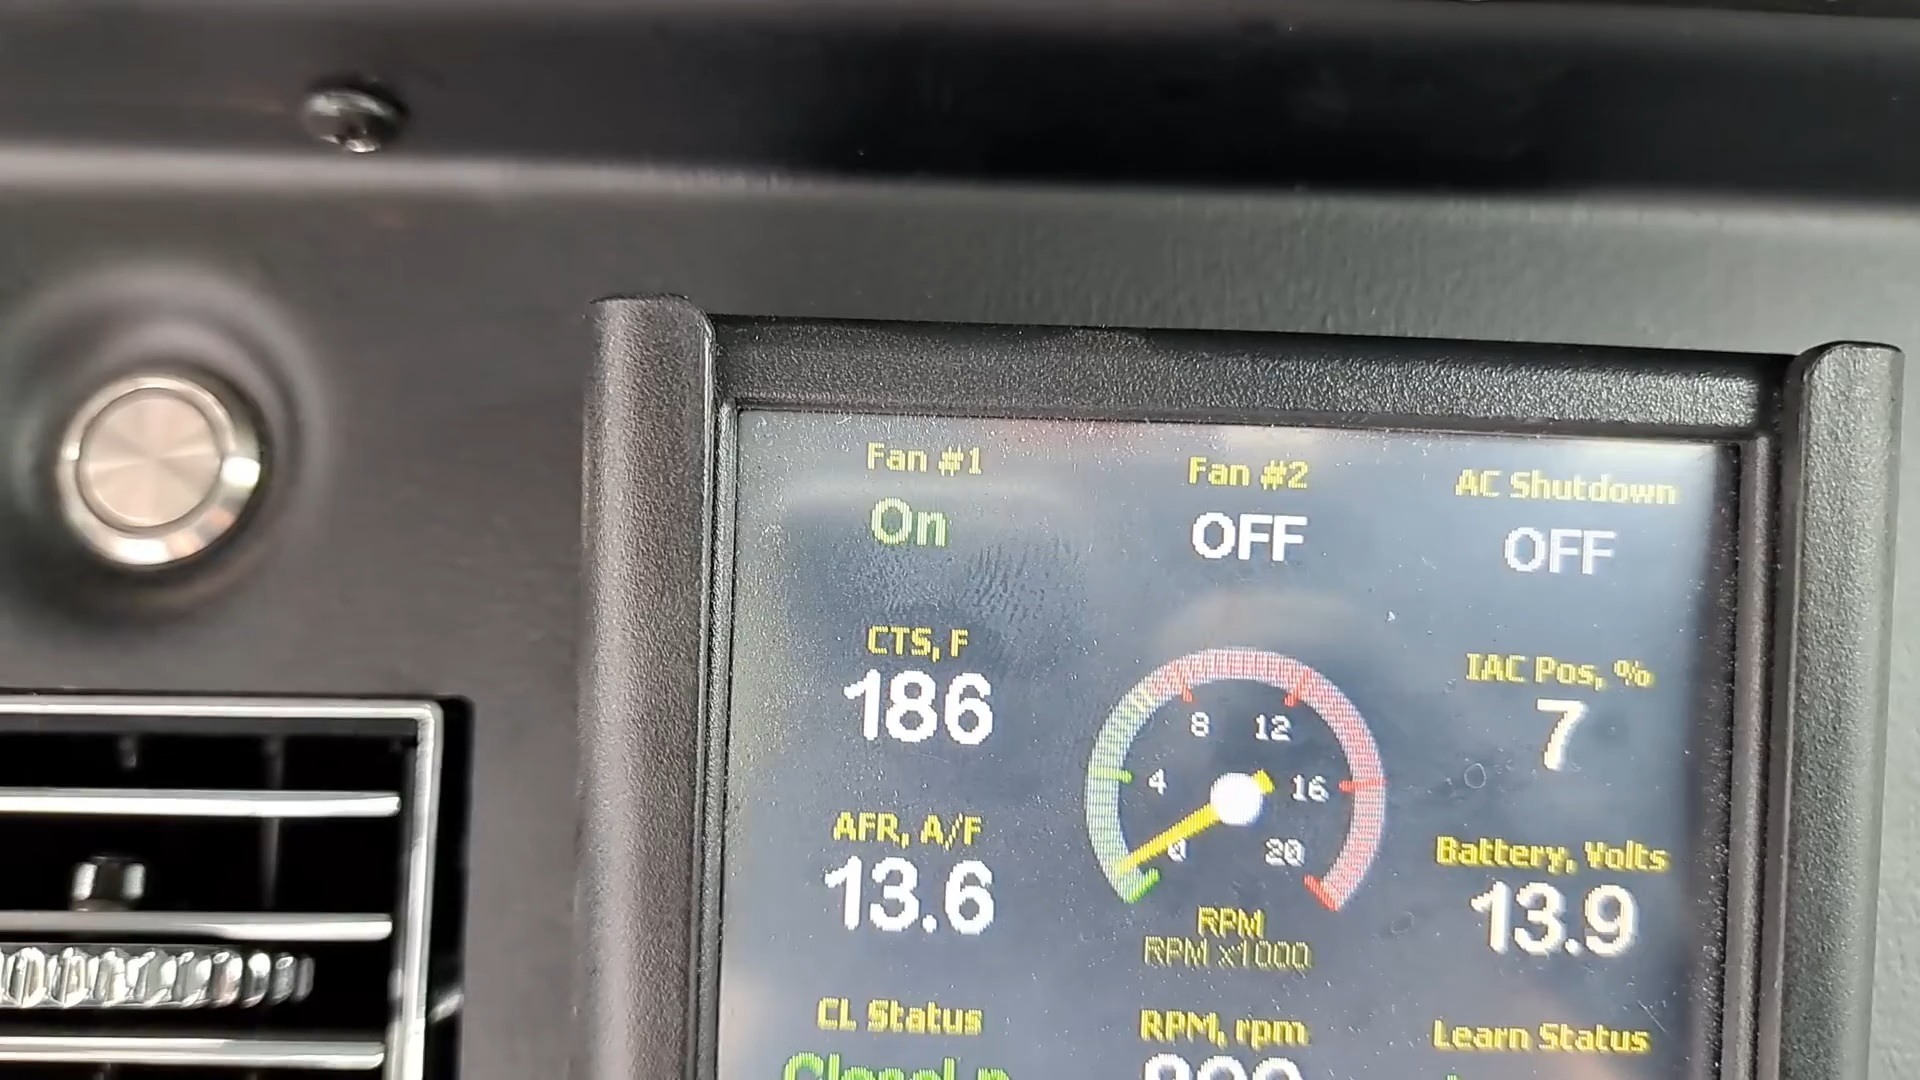 Fan #1
On
Fan #2
OFF
AC Shutdown
OFF
CTS, F
186
8
12
4
16
0
20
RPM
RPM x1000
IAC Pos, %
7
AFR, A/F
13.6
Battery, Volts
13.9
CL Status
RPM, rpm
Learn Status